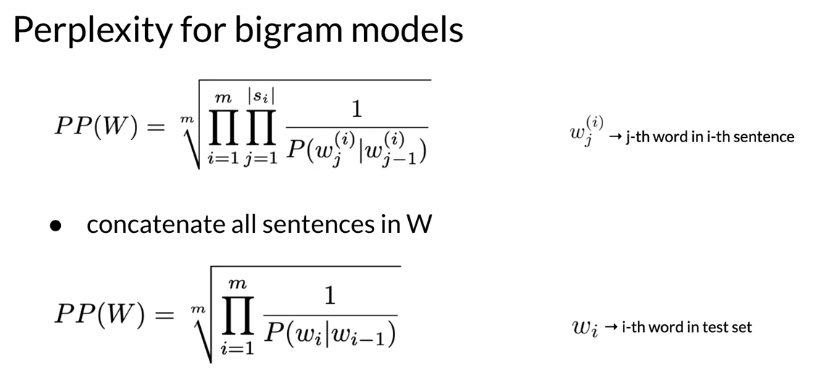 Perplexity for bigram models
$PP(W) = \sqrt[m]{\prod_{i=1}^{m} \prod_{j=1}^{|s_i|} \frac{1}{P(w_j^{(i)}|w_{j-1}^{(i)})}}$ $w_j^{(i)}$ → j-th word in i-th sentence
● concatenate all sentences in W
$PP(W) = \sqrt[m]{\prod_{i=1}^{m} \frac{1}{P(w_i|w_{i-1})}}$ $w_i$ → i-th word in test set